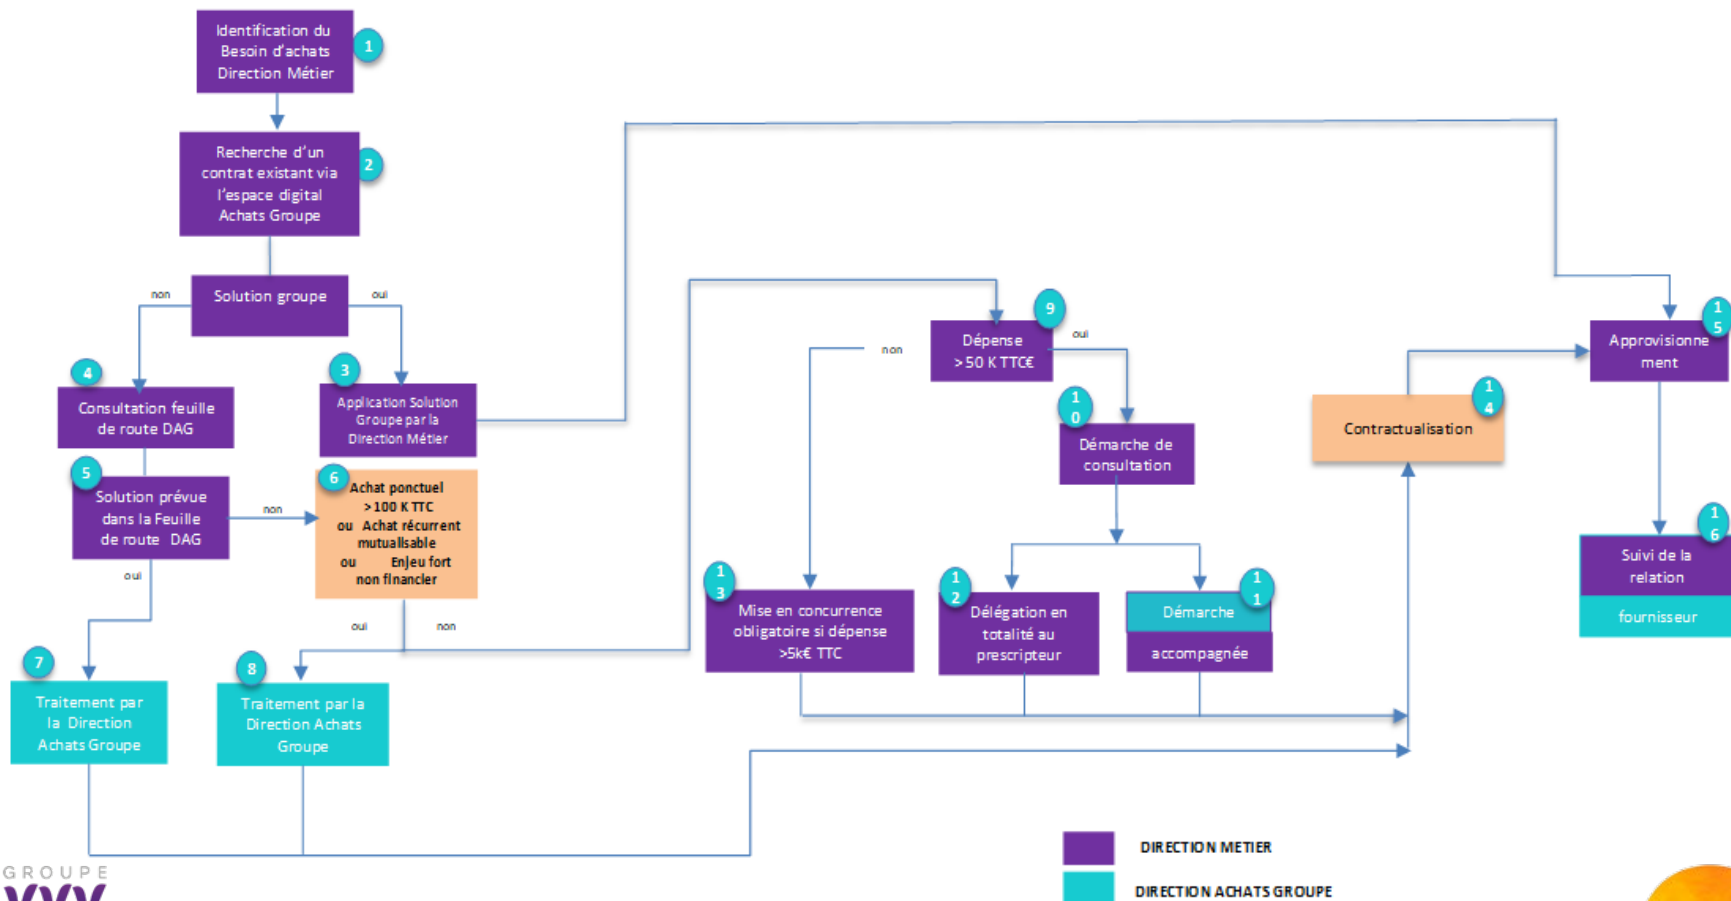 Identification du
Besoin d'achats
Direction Métier
1
Recherche d'un
contrat existant via
l'espace digital
Achats Groupe
2
Solution groupe
non
oui
4
Consultation feuille
de route DAG
3
Application Solution
Groupe par la
Direction Métier
5
Solution prévue
dans la Feuille
de route DAG
non
oui
6
Achat ponctuel
>100 K TTC
ou Achat récurrent
mutualisable
ou Enjeu fort
non financier
oui
non
7
Traitement par
la Direction
Achats Groupe
8
Traitement par la
Direction Achats
Groupe
9
Dépense
>50 K TTC€
non
oui
1
0
Démarche de
consultation
1
3
Mise en concurrence
obligatoire si dépense
>5k€ TTC
1
2
Délégation en
totalité au
prescripteur
1
1
Démarche
accompagnée
1
4
Contractualisation
1
5
Approvisionne
ment
1
6
Suivi de la
relation
fournisseur
DIRECTION METIER
DIRECTION ACHATS GROUPE
GROUPE
VYV